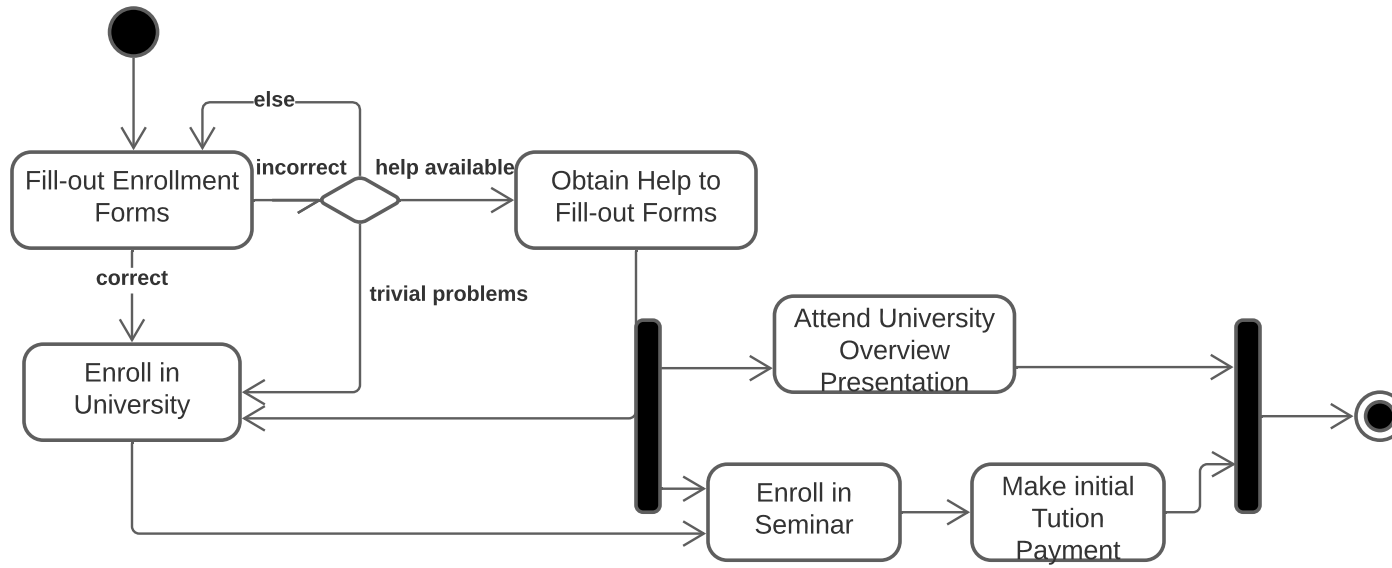 else
incorrect
help available
Fill-out Enrollment
Forms
Obtain Help to
Fill-out Forms
correct
trivial problems
Attend University
Overview
Presentation
Enroll in
University
Enroll in
Seminar
Make initial
Tution
Payment